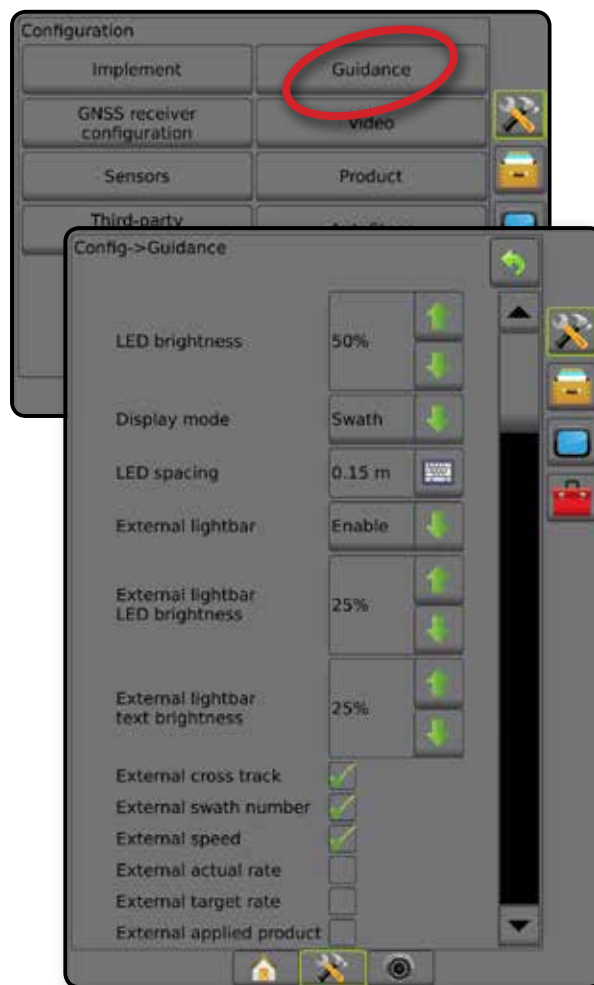 Configuration
Implement
Guidance
GNSS receiver
configuration
Video
Sensors
Product
Third-party
Config->Guidance
LED brightness
50%
Display mode
Swath
LED spacing
0.15 m
External lightbar
Enable
External lightbar
LED brightness
25%
External lightbar
text brightness
25%
External cross track
External swath number
External speed
External actual rate
External target rate
External applied product